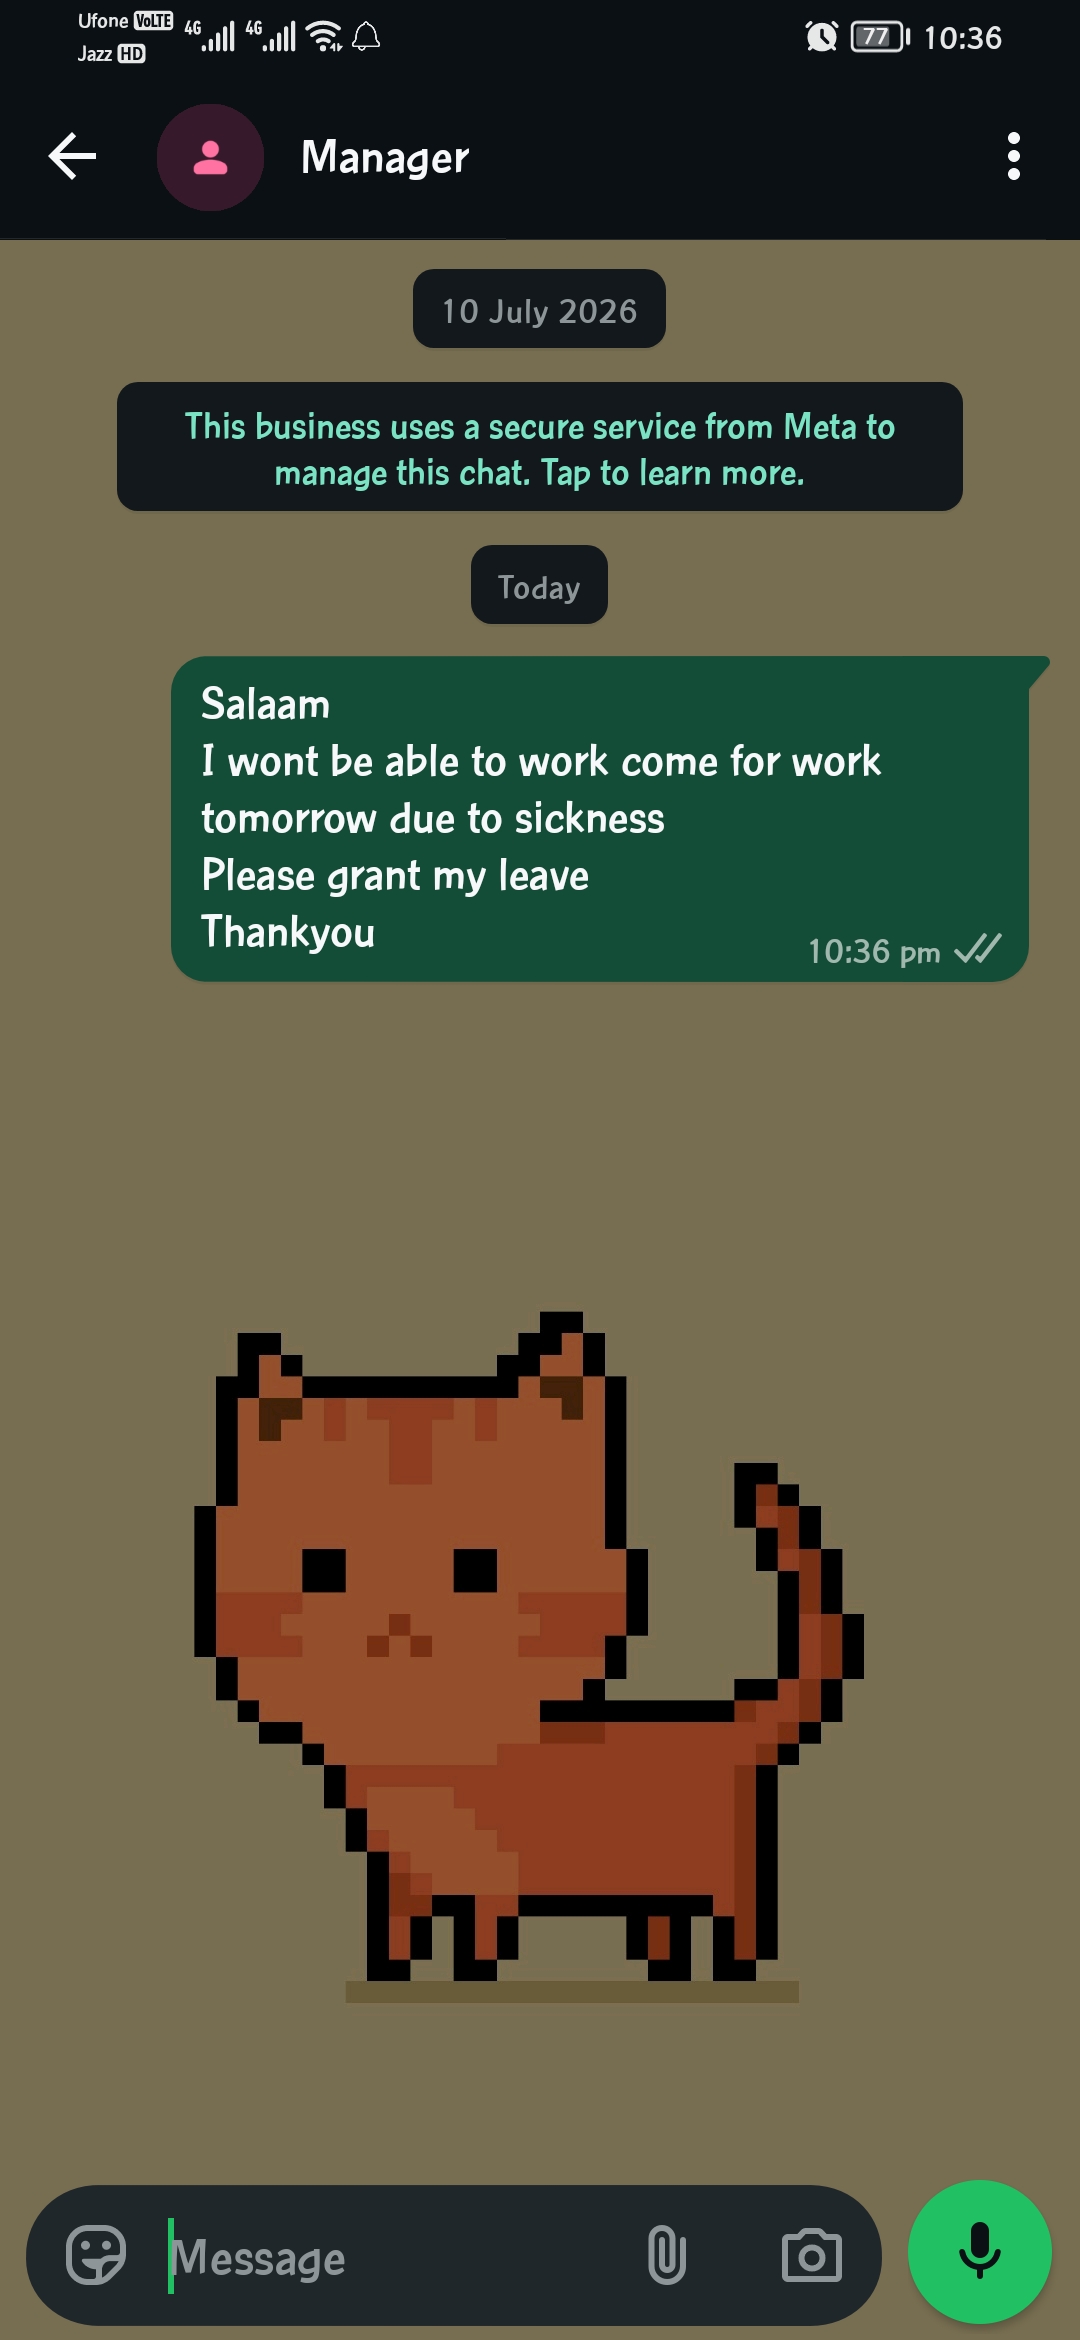 Ufone VoLTE 4G 4G 77 10:36
Jazz HD
Manager
10 July 2026
This business uses a secure service from Meta to
manage this chat. Tap to learn more.
Today
Salaam
I wont be able to work come for work
tomorrow due to sickness
Please grant my leave
Thankyou
10:36 pm
Message